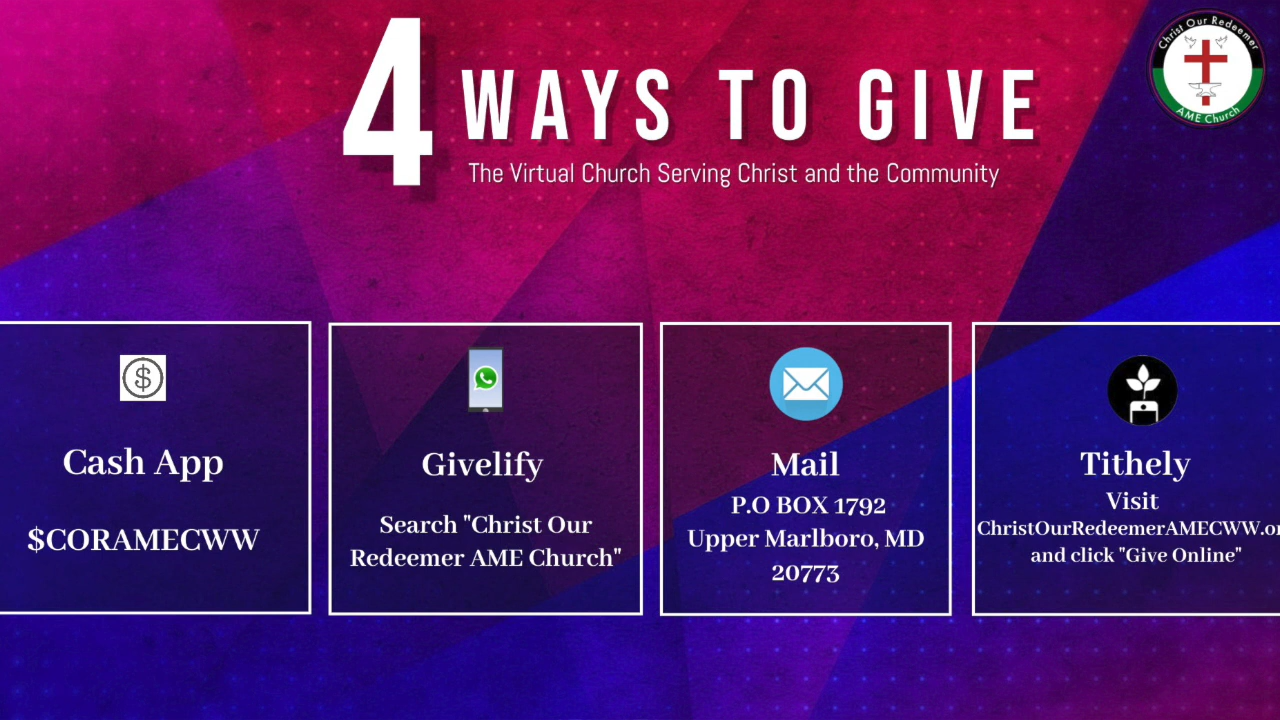 4 WAYS TO GIVE
The Virtual Church Serving Christ and the Community
Christ Our Redeemer
AME Church
Cash App
$CORAMECWW
Givelify
Search "Christ Our
Redeemer AME Church"
Mail
P.O BOX 1792
Upper Marlboro, MD
20773
Tithely
Visit
ChristOurRedeemerAMECWW.or
and click "Give Online"